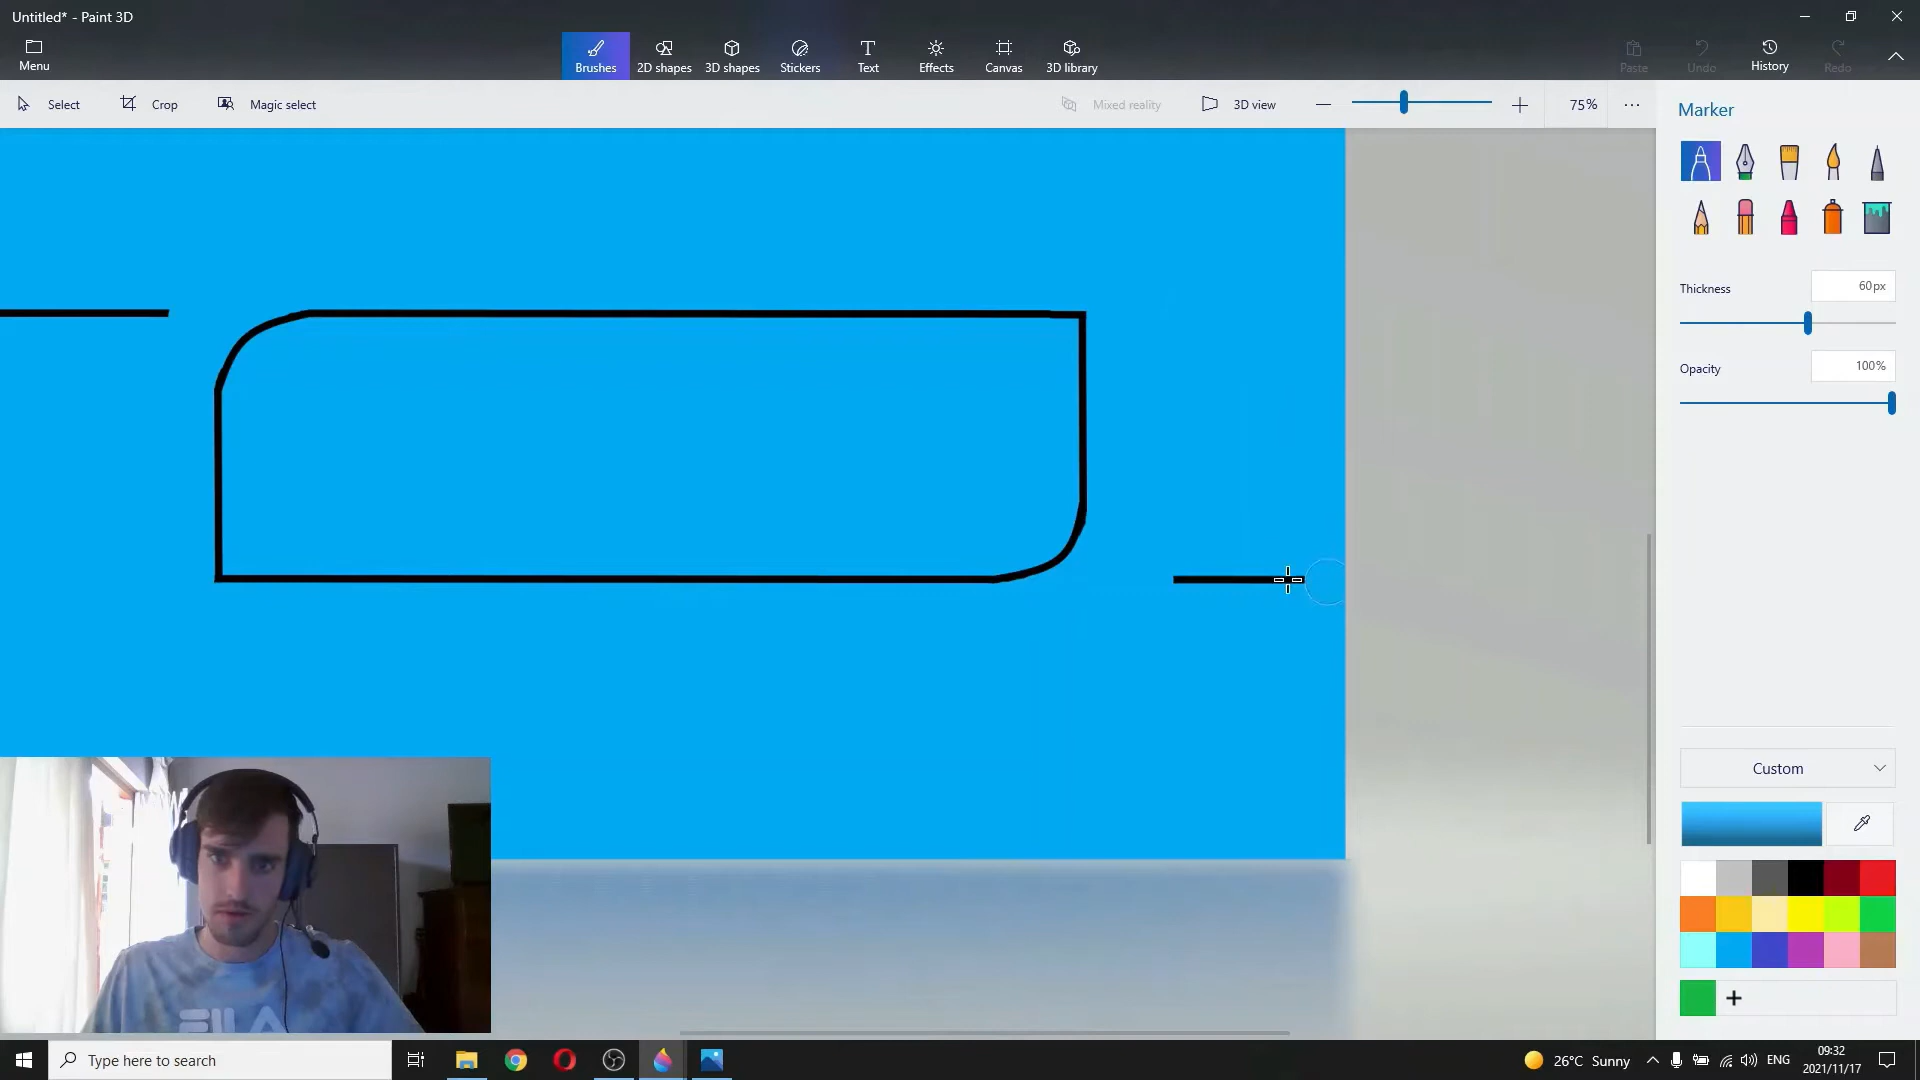 Untitled* - Paint 3D
Menu
Brushes
2D shapes
3D shapes
Stickers
Text
Effects
Canvas
3D library
Paste
Undo
History
Redo
Select
Crop
Magic select
Mixed reality
3D view
75%
Marker
Thickness
60px
Opacity
100%
Custom
FILA
Type here to search
26°C Sunny
ENG
09:32
2021/11/17